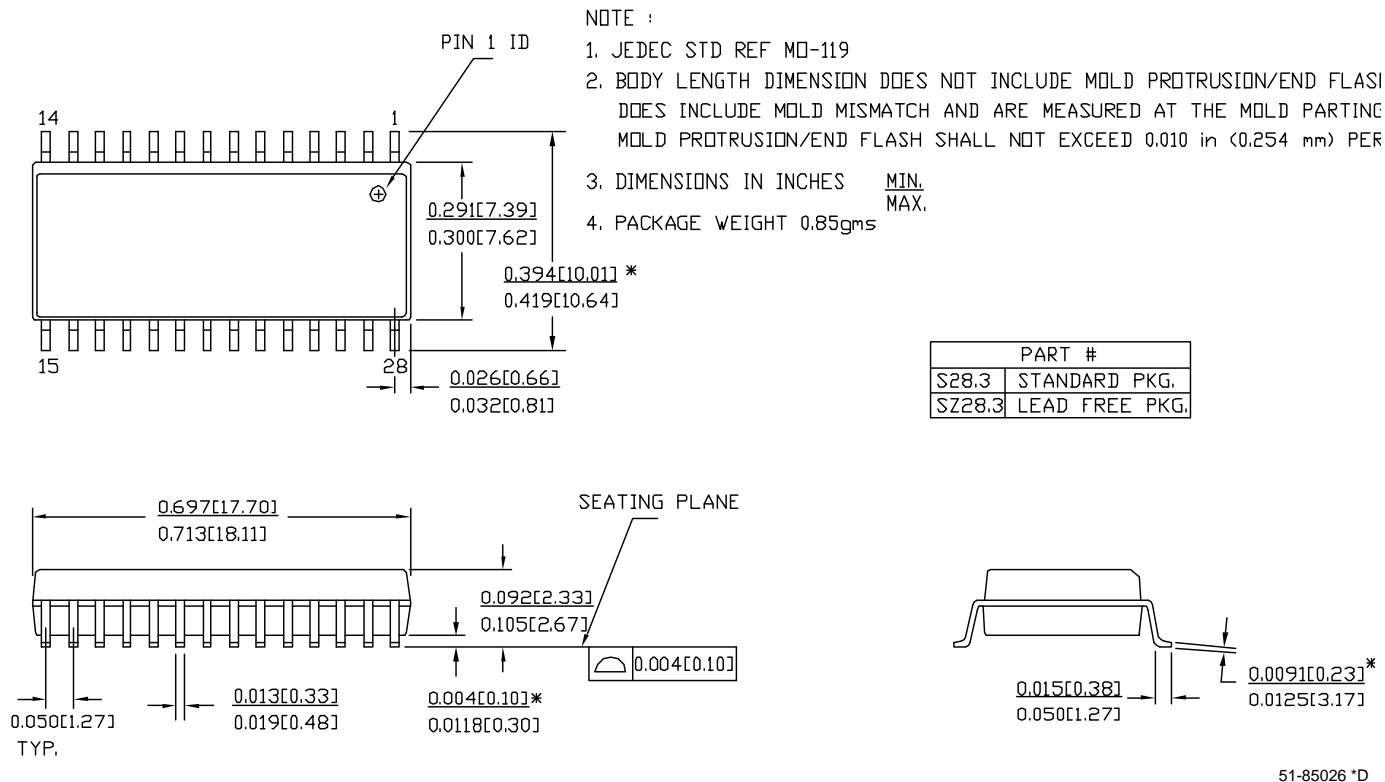 NOTE :
1. JEDEC STD REF MO-119
2. BODY LENGTH DIMENSION DOES NOT INCLUDE MOLD PROTRUSION/END FLASH
DOES INCLUDE MOLD MISMATCH AND ARE MEASURED AT THE MOLD PARTING
MOLD PROTRUSION/END FLASH SHALL NOT EXCEED 0.010 in (0.254 mm) PER
3. DIMENSIONS IN INCHES MIN.
MAX.
4. PACKAGE WEIGHT 0.85gms
PIN 1 ID
14
1
0.291[7.39]
0.300[7.62]
0.394[10.01] *
0.419[10.64]
15
28
0.026[0.66]
0.032[0.81]
PART #
S28.3 STANDARD PKG.
SZ28.3 LEAD FREE PKG.
0.697[17.70]
0.713[18.11]
SEATING PLANE
0.092[2.33]
0.105[2.67]
0.004[0.10]
0.050[1.27]
TYP.
0.013[0.33]
0.019[0.48]
0.004[0.10]*
0.0118[0.30]
0.015[0.38]
0.050[1.27]
0.0091[0.23]*
0.0125[3.17]
51-85026 *D